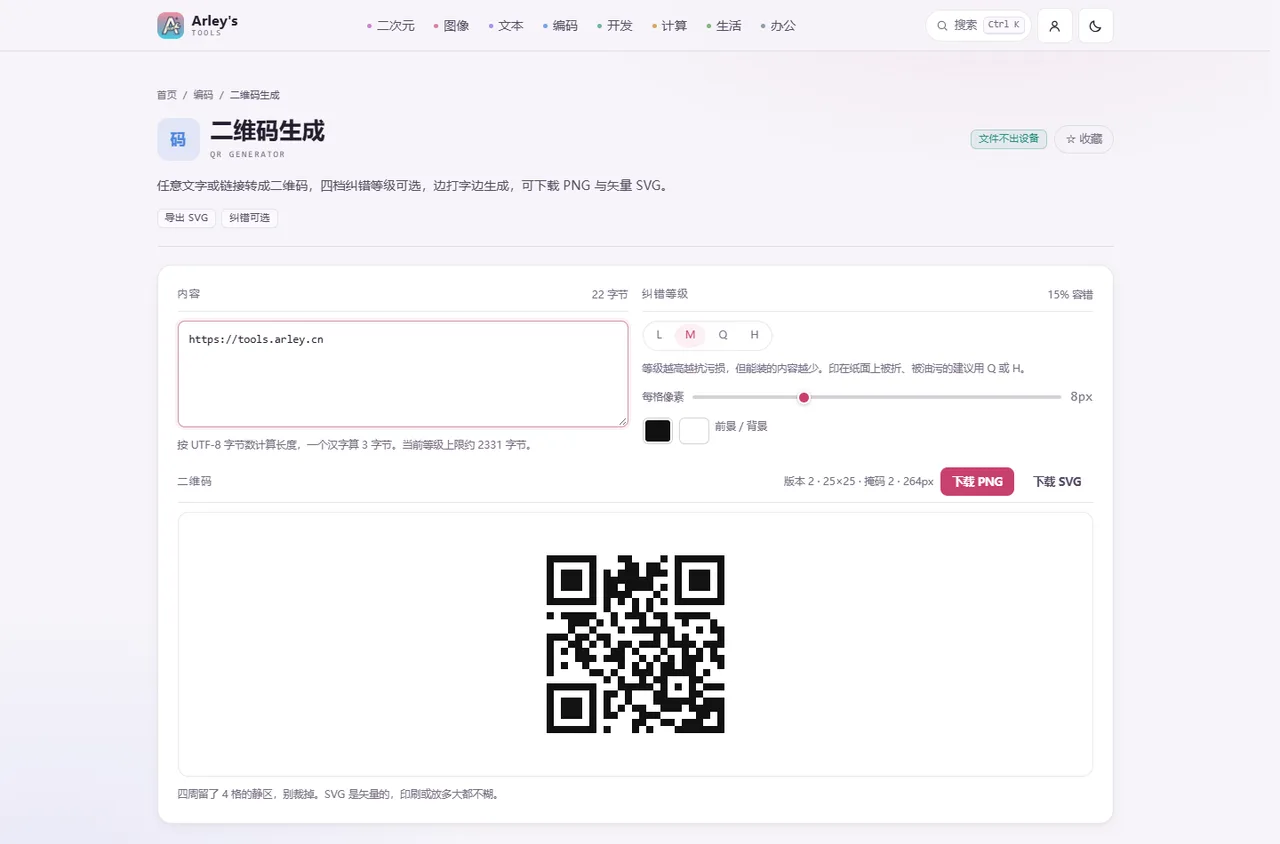 Arley's
TOOLS
二次元 图像 文本 编码 开发 计算 生活 办公
搜索 Ctrl K
首页 / 编码 / 二维码生成
码
二维码生成
QR GENERATOR
文件不出设备
☆ 收藏
任意文字或链接转成二维码，四档纠错等级可选，边打字边生成，可下载 PNG 与矢量 SVG。
导出 SVG 纠错可选
内容 22 字节
https://tools.arley.cn
按 UTF-8 字节数计算长度，一个汉字算 3 字节。当前等级上限约 2331 字节。
纠错等级 15% 容错
L M Q H
等级越高越抗污损，但能装的内容越少。印在纸面上被折、被油污的建议用 Q 或 H。
每格像素 8px
前景 / 背景
二维码 版本 2 · 25×25 · 掩码 2 · 264px 下载 PNG 下载 SVG
四周留了 4 格的静区，别裁掉。SVG 是矢量的，印刷或放多大都不糊。